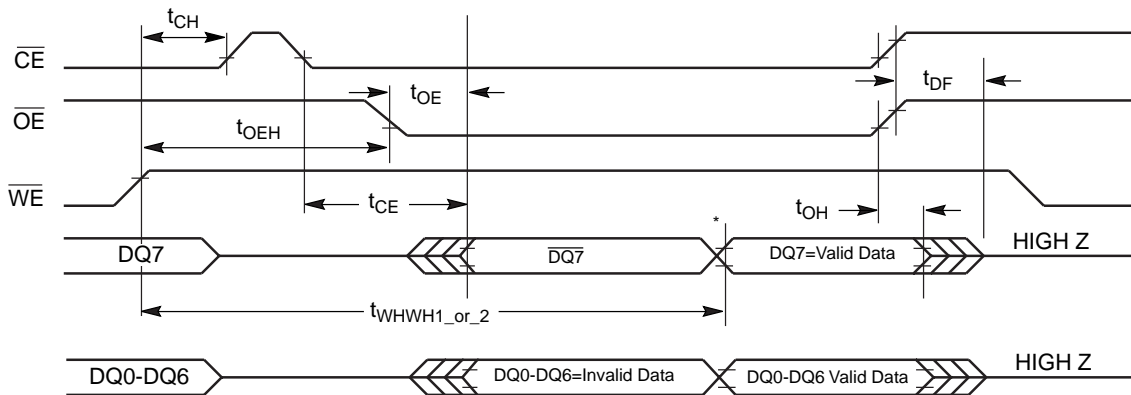 tCH
CE
tOE
tDF
OE
tOEH
WE
tCE
tOH
*
DQ7
DQ7
DQ7=Valid Data
HIGH Z
tWHWH1_or_2
DQ0-DQ6
DQ0-DQ6=Invalid Data
DQ0-DQ6 Valid Data
HIGH Z